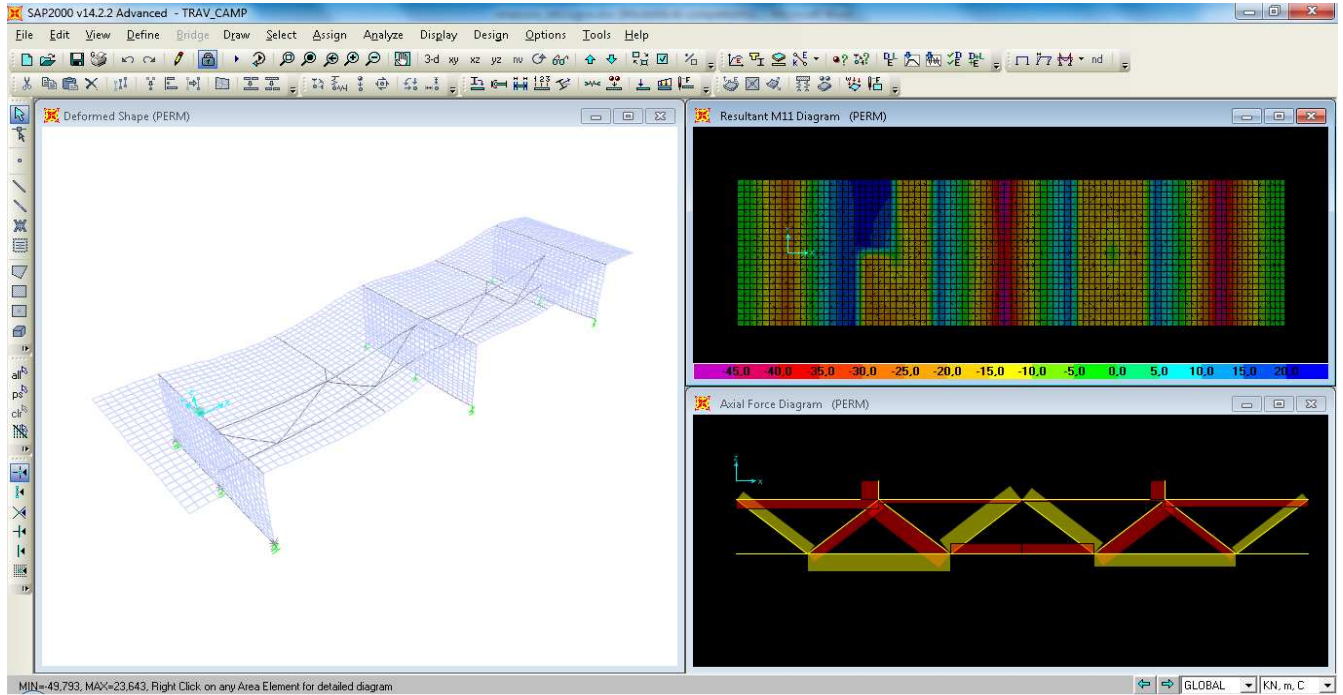 SAP2000 v14.2.2 Advanced - TRAV_CAMP
File Edit View Define Bridge Draw Select Assign Analyze Display Design Options Tools Help
3-d xy xz yz nv
nd
Deformed Shape (PERM)
Resultant M11 Diagram (PERM)
-45,0 -40,0 -35,0 -30,0 -25,0 -20,0 -15,0 -10,0 -5,0 0,0 5,0 10,0 15,0 20,0
all
ps
clr
Axial Force Diagram (PERM)
MIN=-49,793, MAX=23,643, Right Click on any Area Element for detailed diagram
GLOBAL
KN, m, C